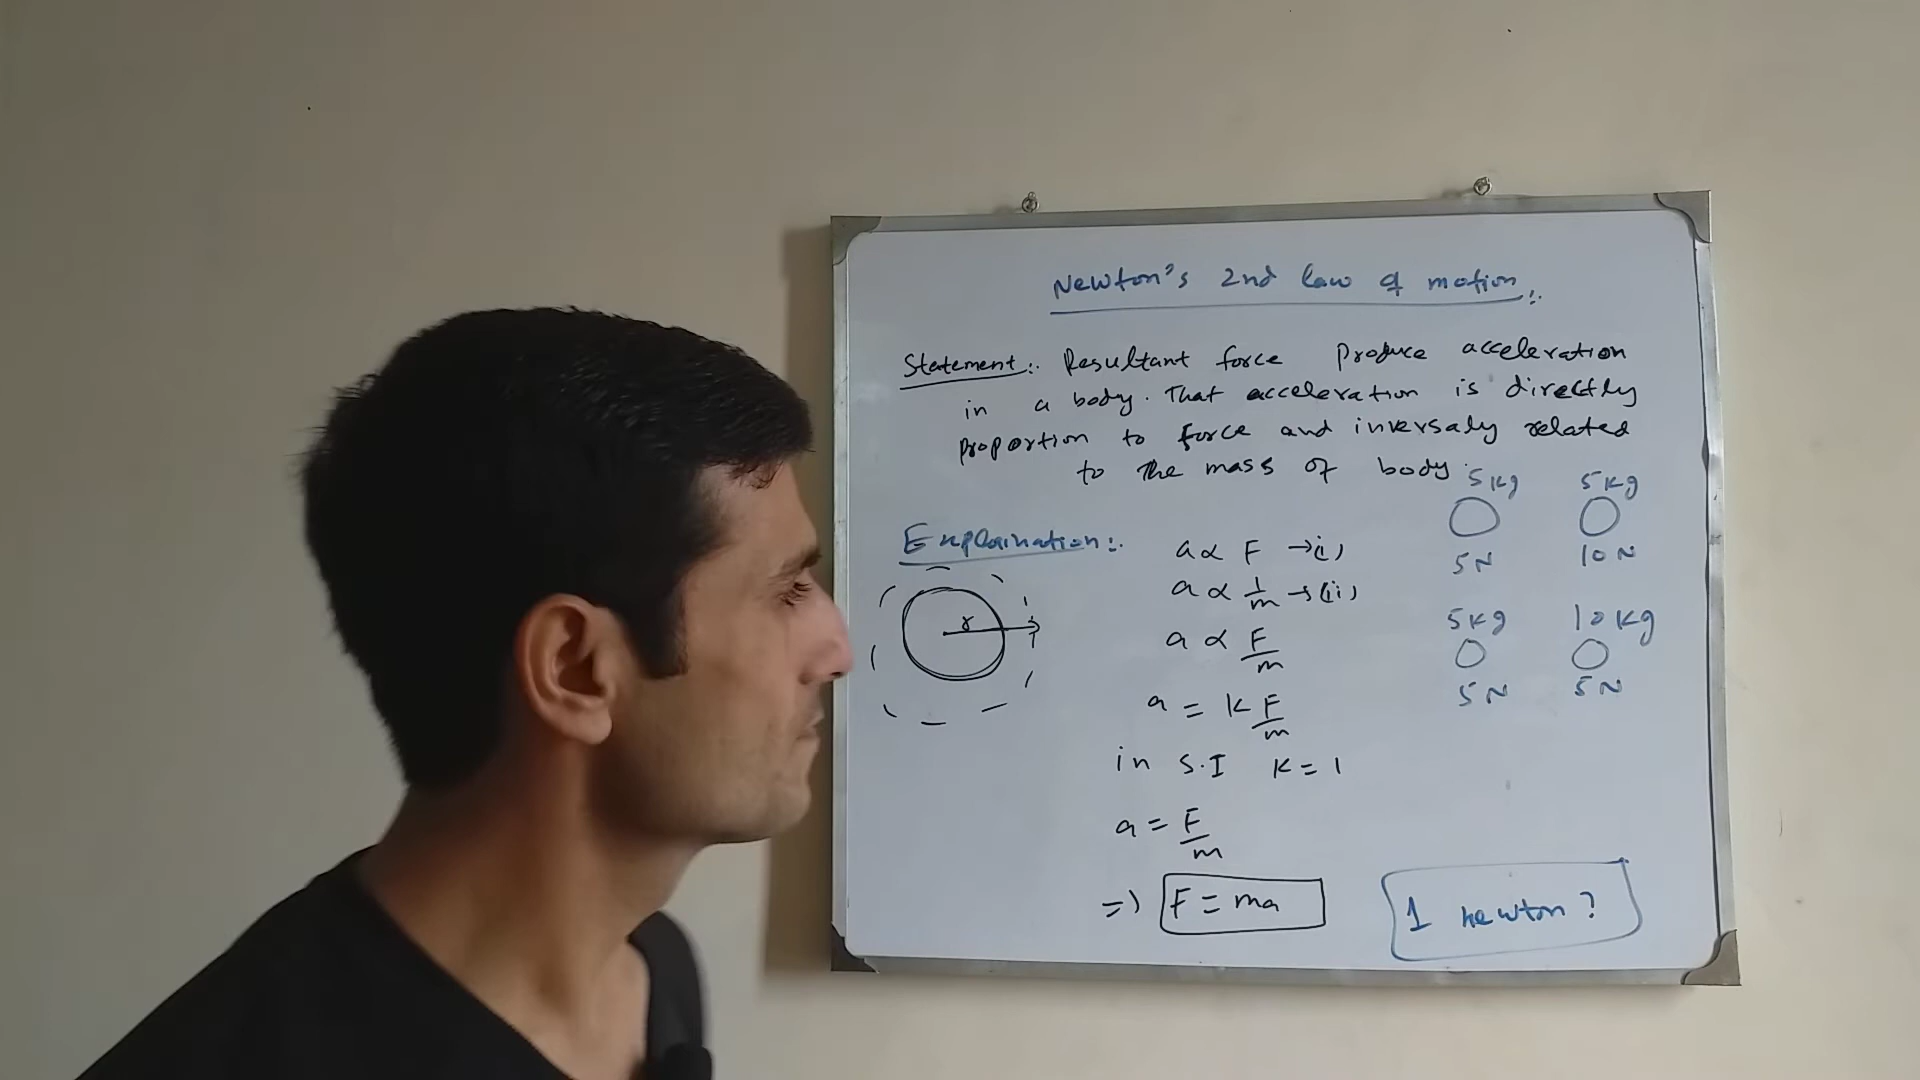 Newton's 2nd law of motion :.
Statement :. Resultant force Produce acceleration
in a body. That acceleration is directly
proportion to force and inversaly related
to the mass of body.
5kg 5kg
5N 10N
5kg 10kg
5N 5N
Explaination :.
r
a ∝ F → i)
a ∝ 1/m → (ii)
a ∝ F/m
a = K F/m
in S.I K = 1
a = F/m
=> F = ma
1 newton ?